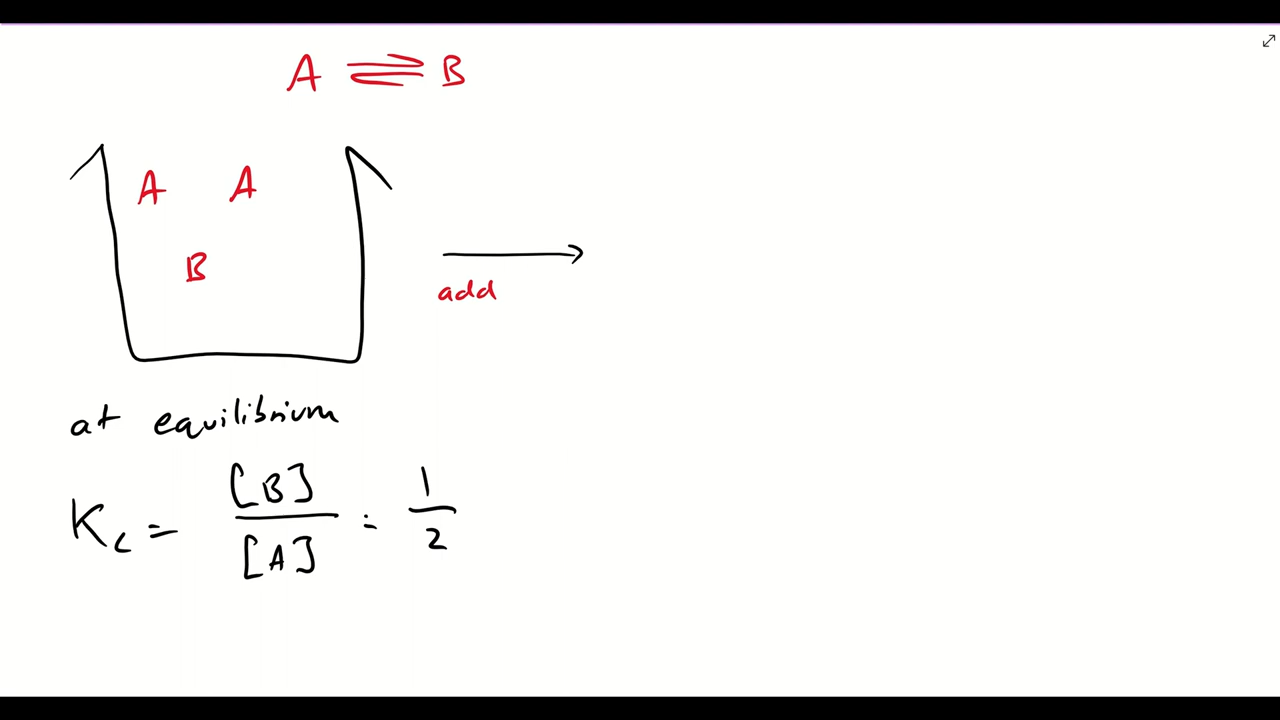 A ⇌ B
A A
B
add
at equilibrium
Kc = [B] / [A] = 1 / 2